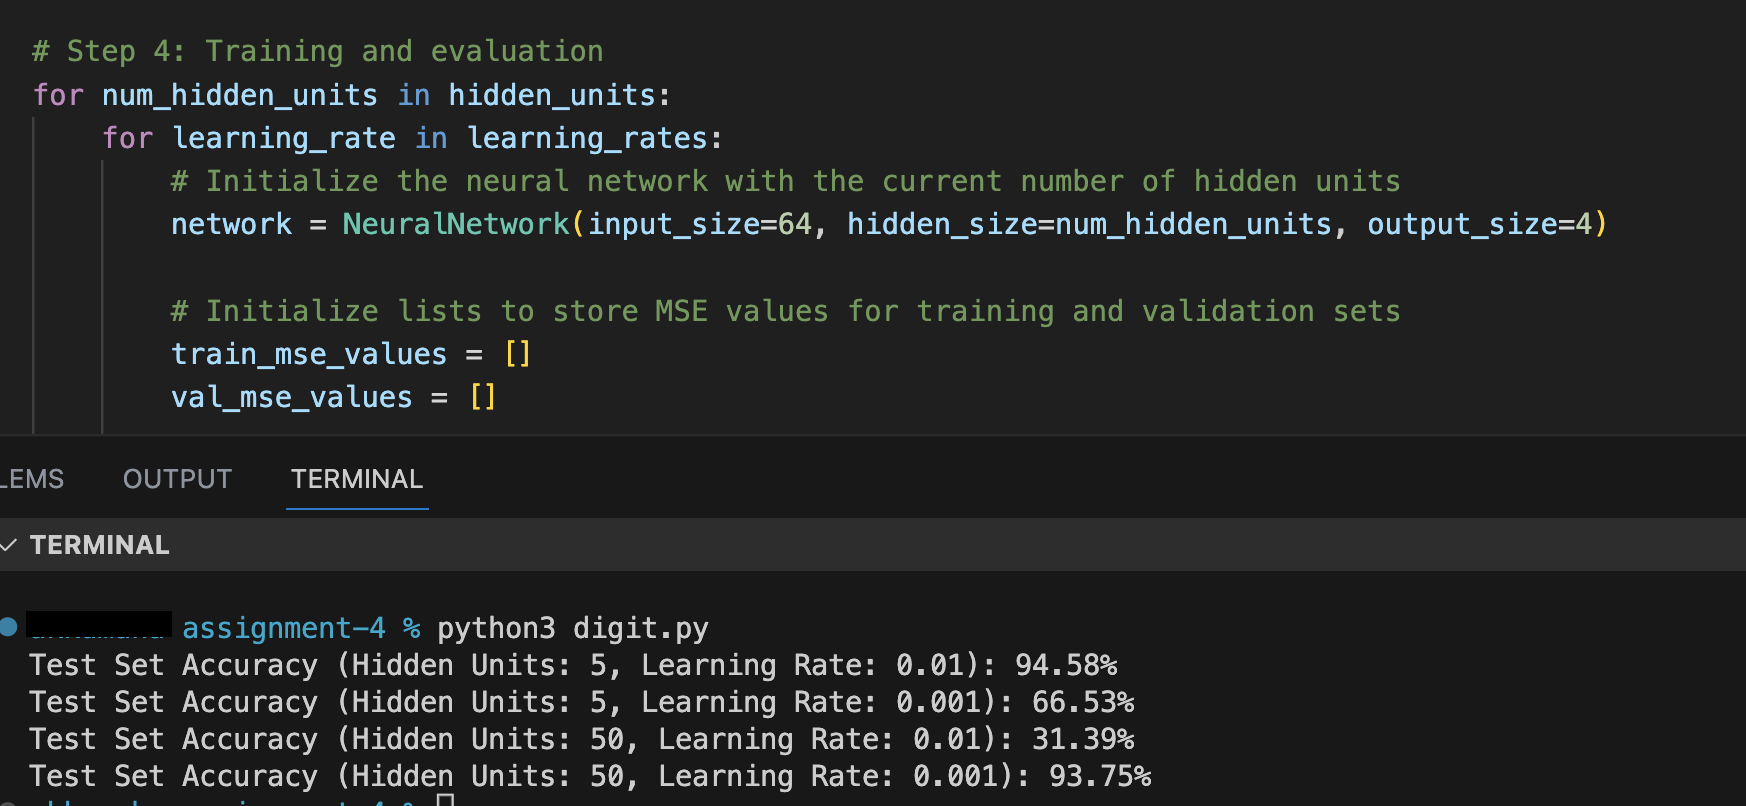 # Step 4: Training and evaluation
for num_hidden_units in hidden_units:
for learning_rate in learning_rates:
# Initialize the neural network with the current number of hidden units
network = NeuralNetwork(input_size=64, hidden_size=num_hidden_units, output_size=4)
# Initialize lists to store MSE values for training and validation sets
train_mse_values = []
val_mse_values = []
LEMS OUTPUT TERMINAL
TERMINAL
assignment-4 % python3 digit.py
Test Set Accuracy (Hidden Units: 5, Learning Rate: 0.01): 94.58%
Test Set Accuracy (Hidden Units: 5, Learning Rate: 0.001): 66.53%
Test Set Accuracy (Hidden Units: 50, Learning Rate: 0.01): 31.39%
Test Set Accuracy (Hidden Units: 50, Learning Rate: 0.001): 93.75%